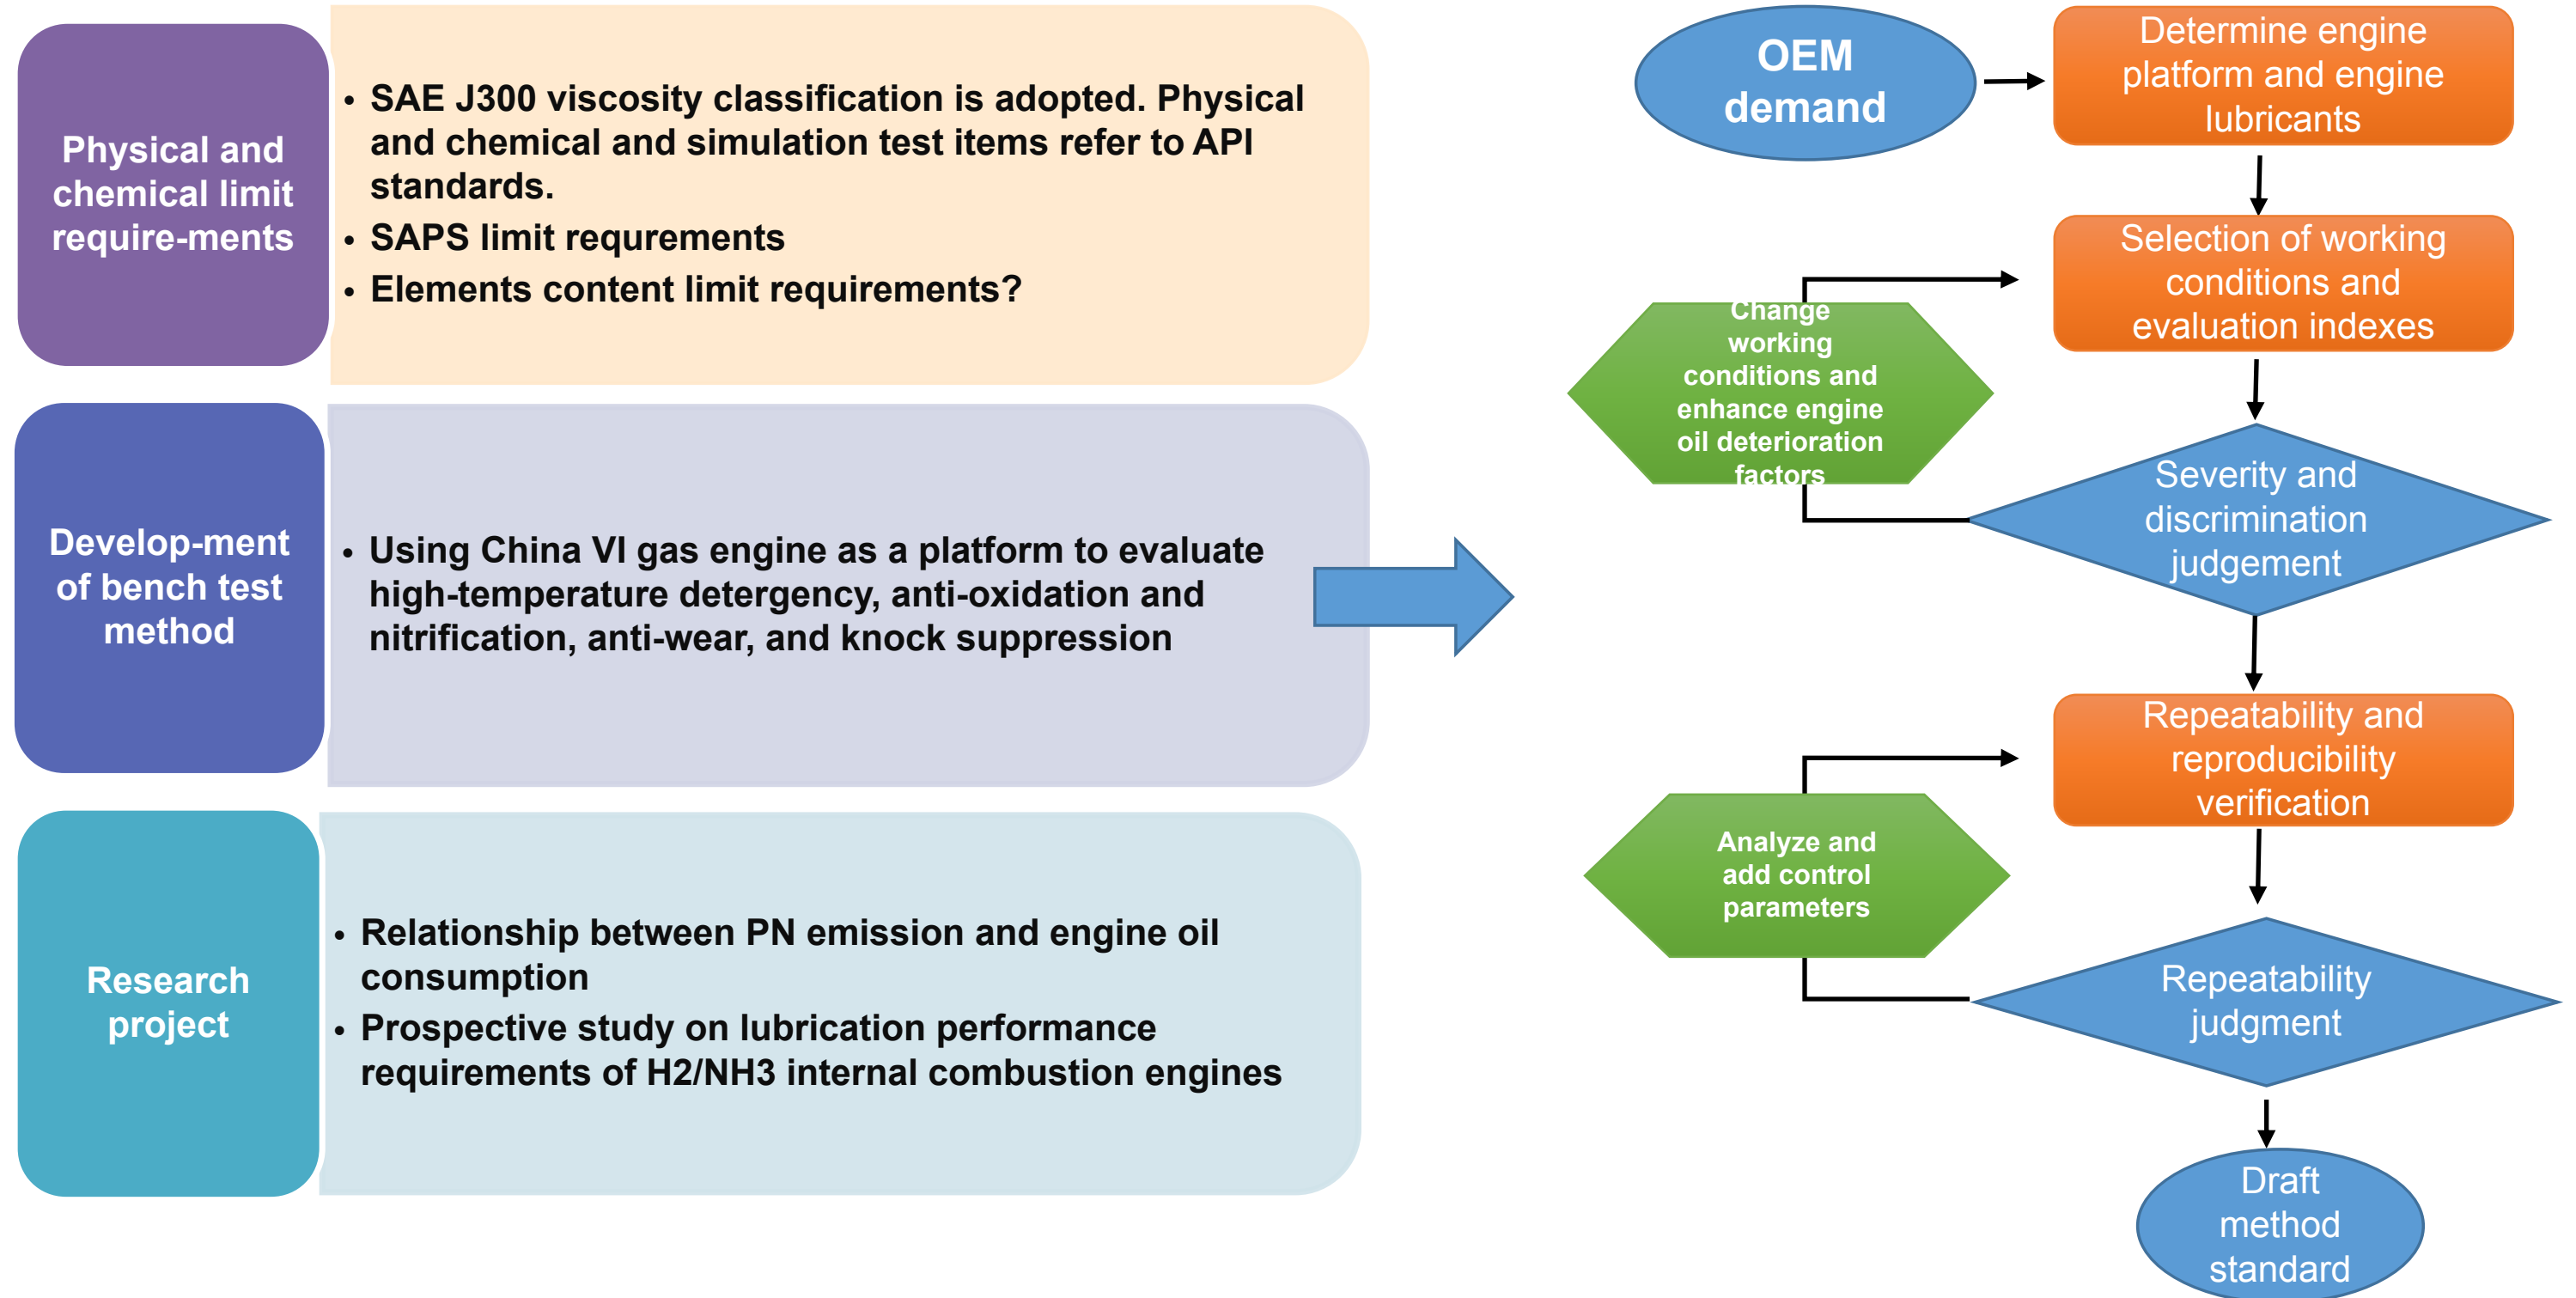 Physical and
chemical limit
require-ments
• SAE J300 viscosity classification is adopted. Physical
and chemical and simulation test items refer to API
standards.
• SAPS limit requrements
• Elements content limit requirements?
Develop-ment
of bench test
method
• Using China VI gas engine as a platform to evaluate
high-temperature detergency, anti-oxidation and
nitrification, anti-wear, and knock suppression
Research
project
• Relationship between PN emission and engine oil
consumption
• Prospective study on lubrication performance
requirements of H2/NH3 internal combustion engines
OEM
demand
Determine engine
platform and engine
lubricants
Selection of working
conditions and
evaluation indexes
Change
working
conditions and
enhance engine
oil deterioration
factors
Severity and
discrimination
judgement
Repeatability and
reproducibility
verification
Analyze and
add control
parameters
Repeatability
judgment
Draft
method
standard